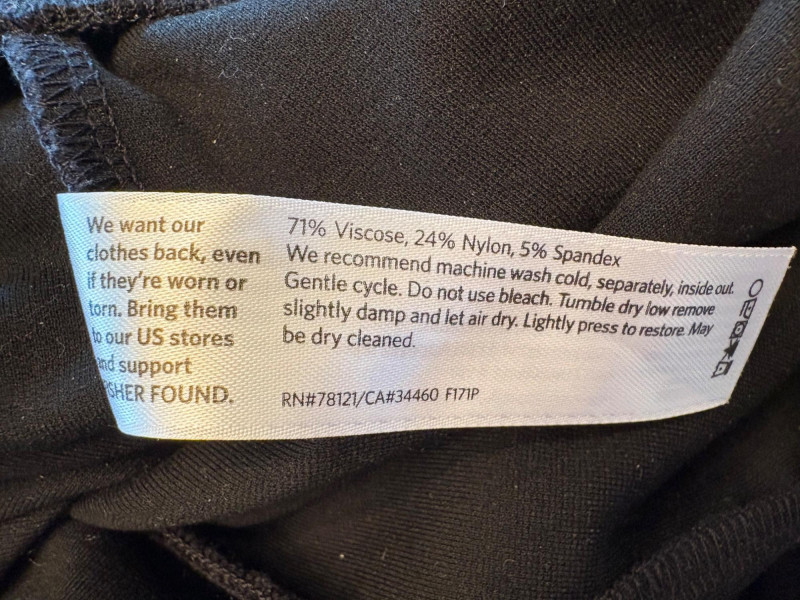 We want our
clothes back, even
if they're worn or
torn. Bring them
to our US stores
and support
FOUND.
71% Viscose, 24% Nylon, 5% Spandex
We recommend machine wash cold, separately, inside out.
Gentle cycle. Do not use bleach. Tumble dry low remove
slightly damp and let air dry. Lightly press to restore. May
be dry cleaned.
RN#78121/CA#34460 F171P